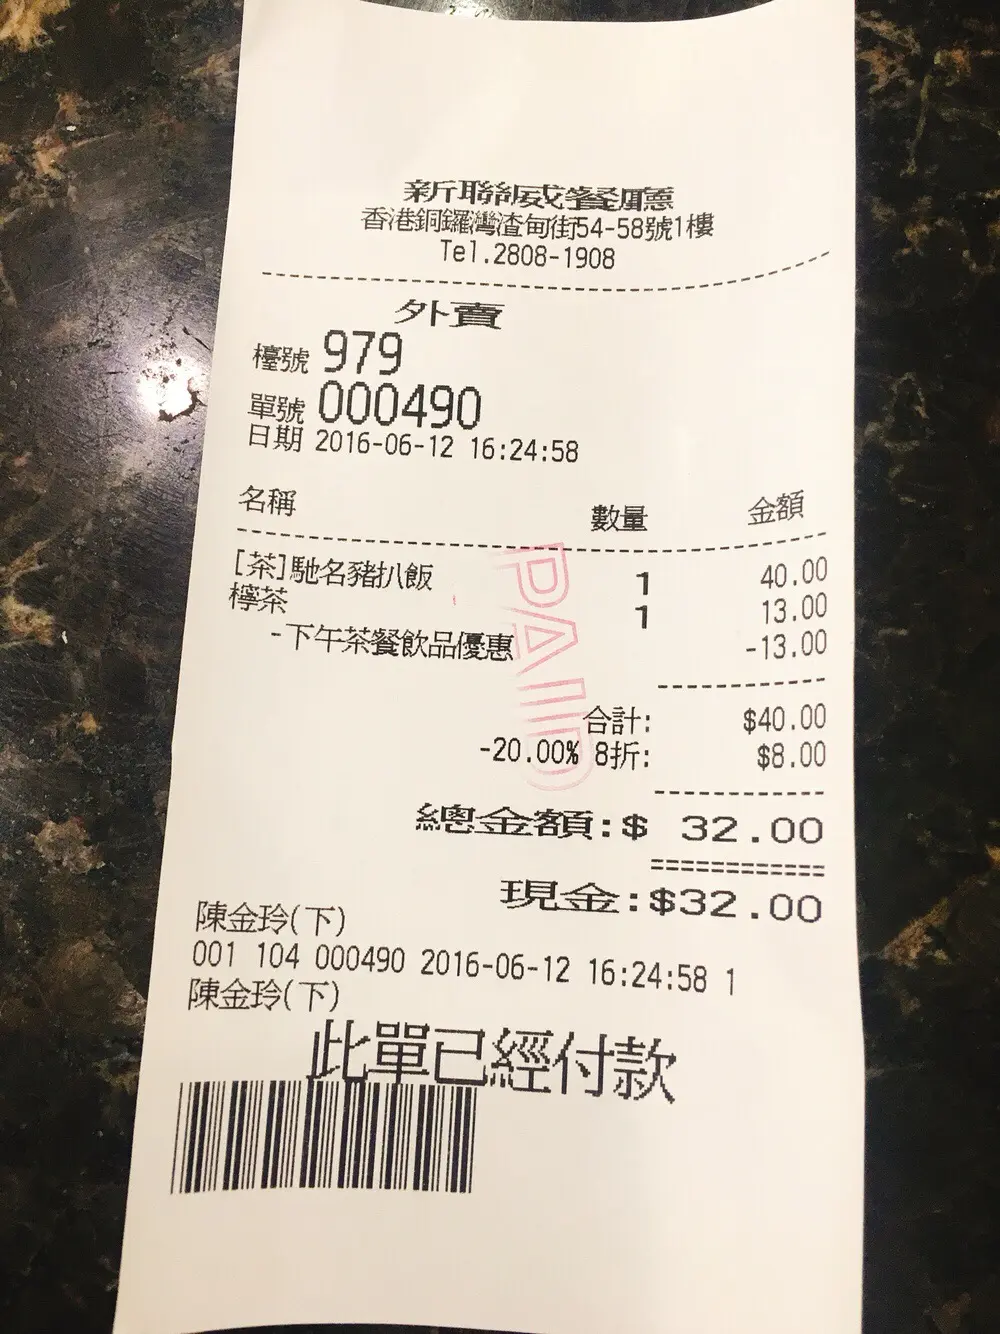 新聯威餐廳
香港銅鑼灣渣甸街54-58號1樓
Tel.2808-1908
外賣
檯號 979
單號 000490
日期 2016-06-12 16:24:58
名稱 數量 金額
[茶]馳名豬扒飯 1 40.00
檸茶 1 13.00
-下午茶餐飲品優惠 -13.00
PAID
合計: $40.00
-20.00% 8折: $8.00
總金額:$ 32.00
現金:$32.00
陳金玲(下)
001 104 000490 2016-06-12 16:24:58 1
陳金玲(下)
此單已經付款